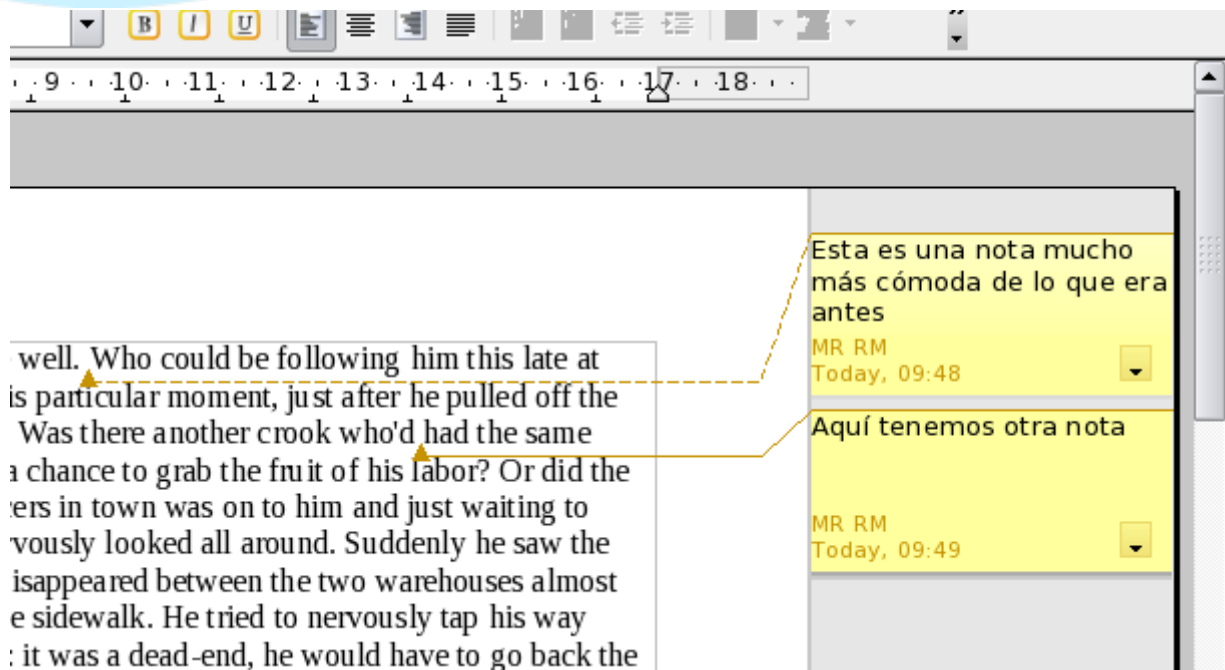 B I U
9 10 11 12 13 14 15 16 17 18
Esta es una nota mucho
más cómoda de lo que era
antes
MR RM
Today, 09:48
Aquí tenemos otra nota
MR RM
Today, 09:49
well. Who could be following him this late at
is particular moment, just after he pulled off the
Was there another crook who'd had the same
a chance to grab the fruit of his labor? Or did the
ers in town was on to him and just waiting to
vously looked all around. Suddenly he saw the
isappeared between the two warehouses almost
e sidewalk. He tried to nervously tap his way
: it was a dead-end, he would have to go back the